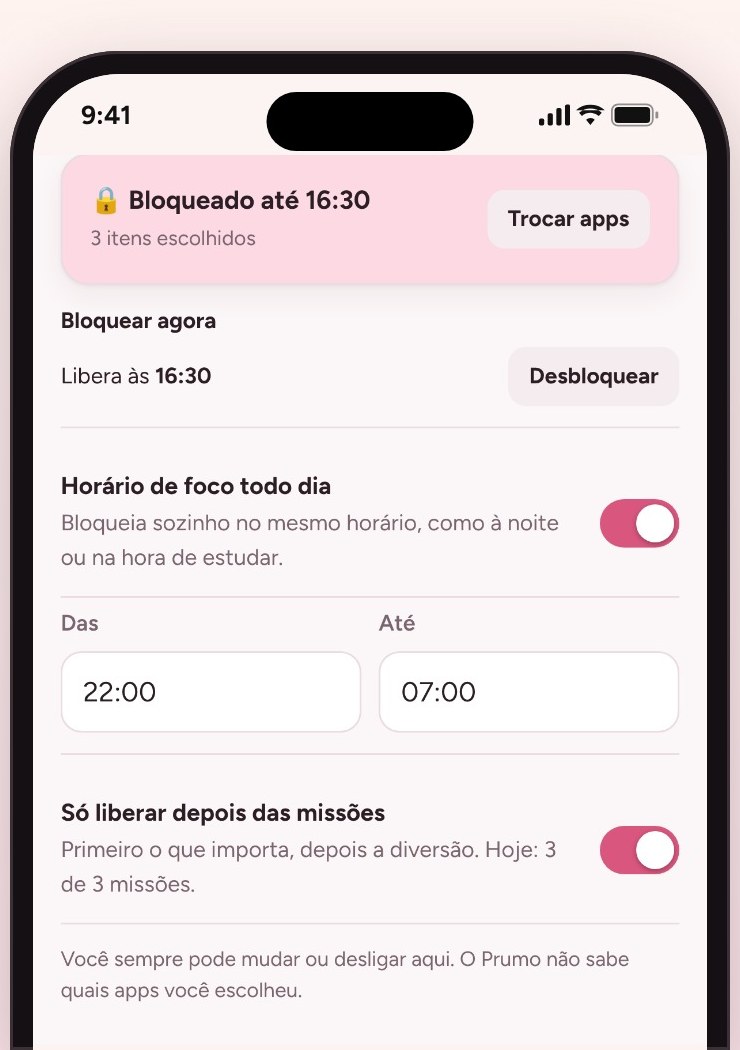 9:41
🔒 Bloqueado até 16:30
3 itens escolhidos
Trocar apps
Bloquear agora
Libera às 16:30
Desbloquear
Horário de foco todo dia
Bloqueia sozinho no mesmo horário, como à noite
ou na hora de estudar.
Das
Até
22:00
07:00
Só liberar depois das missões
Primeiro o que importa, depois a diversão. Hoje: 3
de 3 missões.
Você sempre pode mudar ou desligar aqui. O Prumo não sabe
quais apps você escolheu.